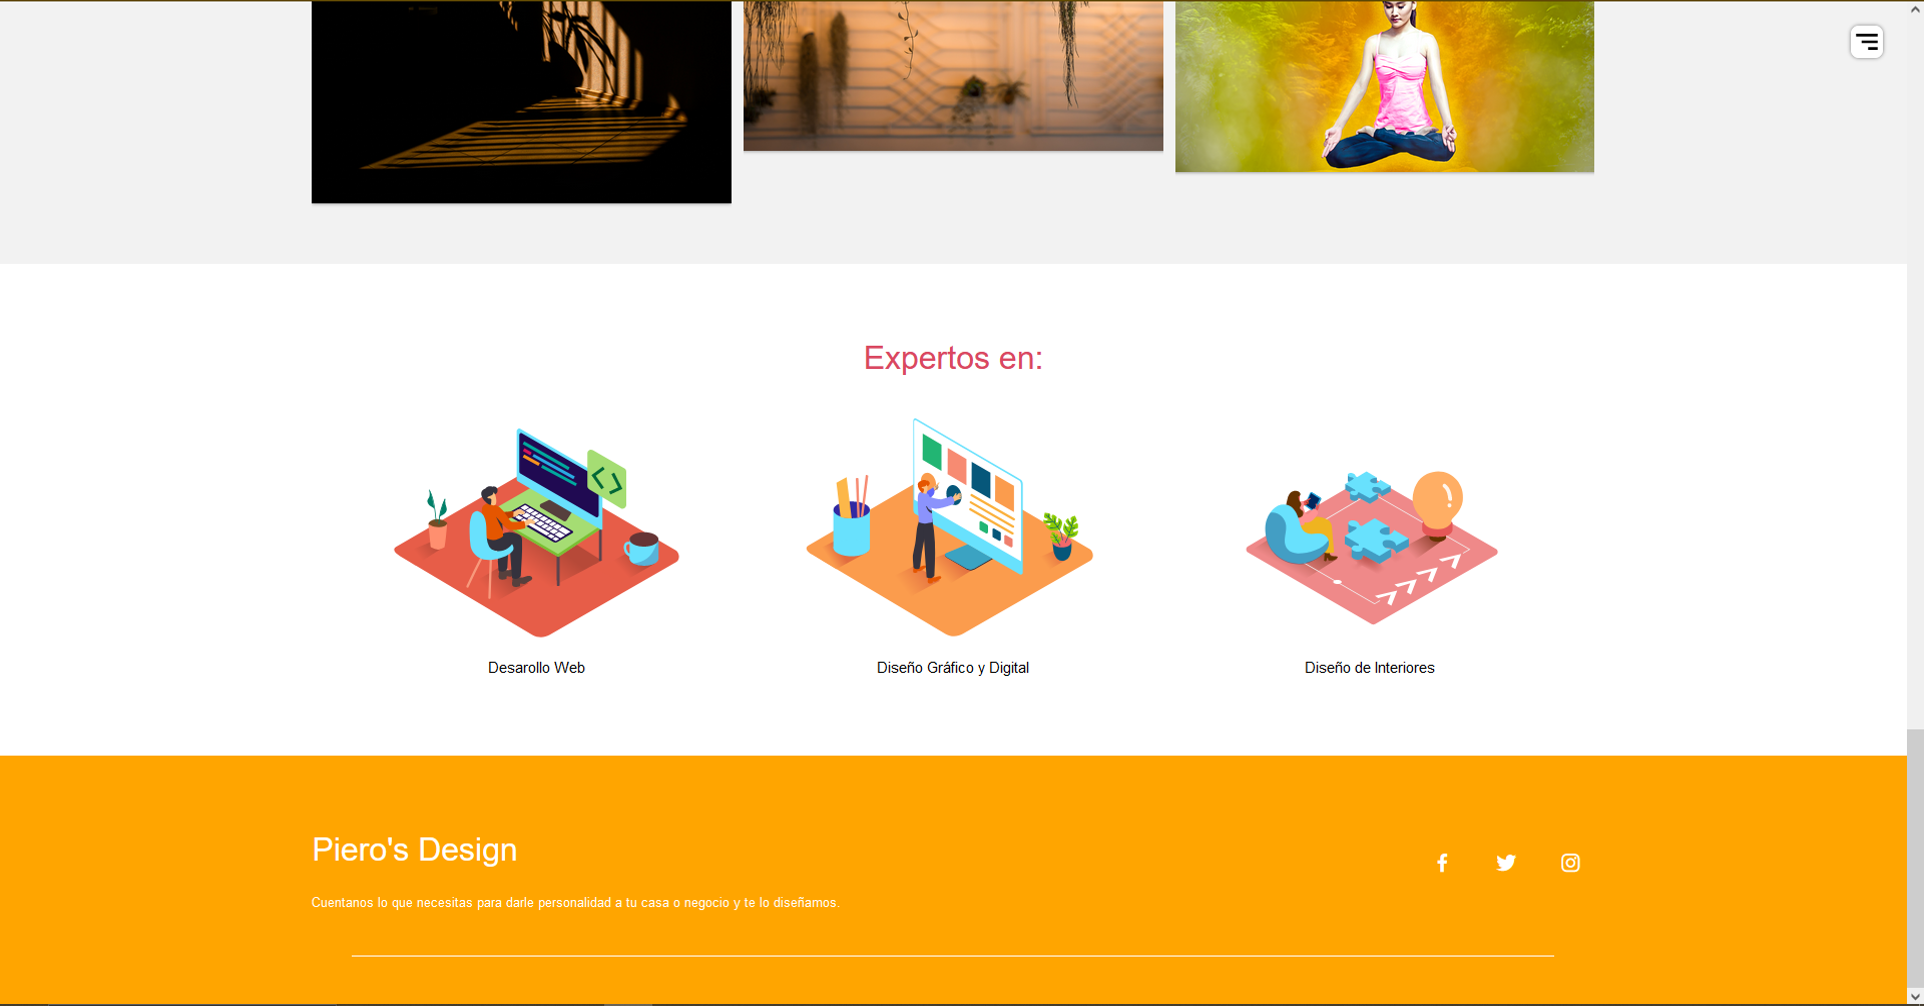 Expertos en:
Desarollo Web
Diseño Gráfico y Digital
Diseño de Interiores
Piero's Design
Cuentanos lo que necesitas para darle personalidad a tu casa o negocio y te lo diseñamos.